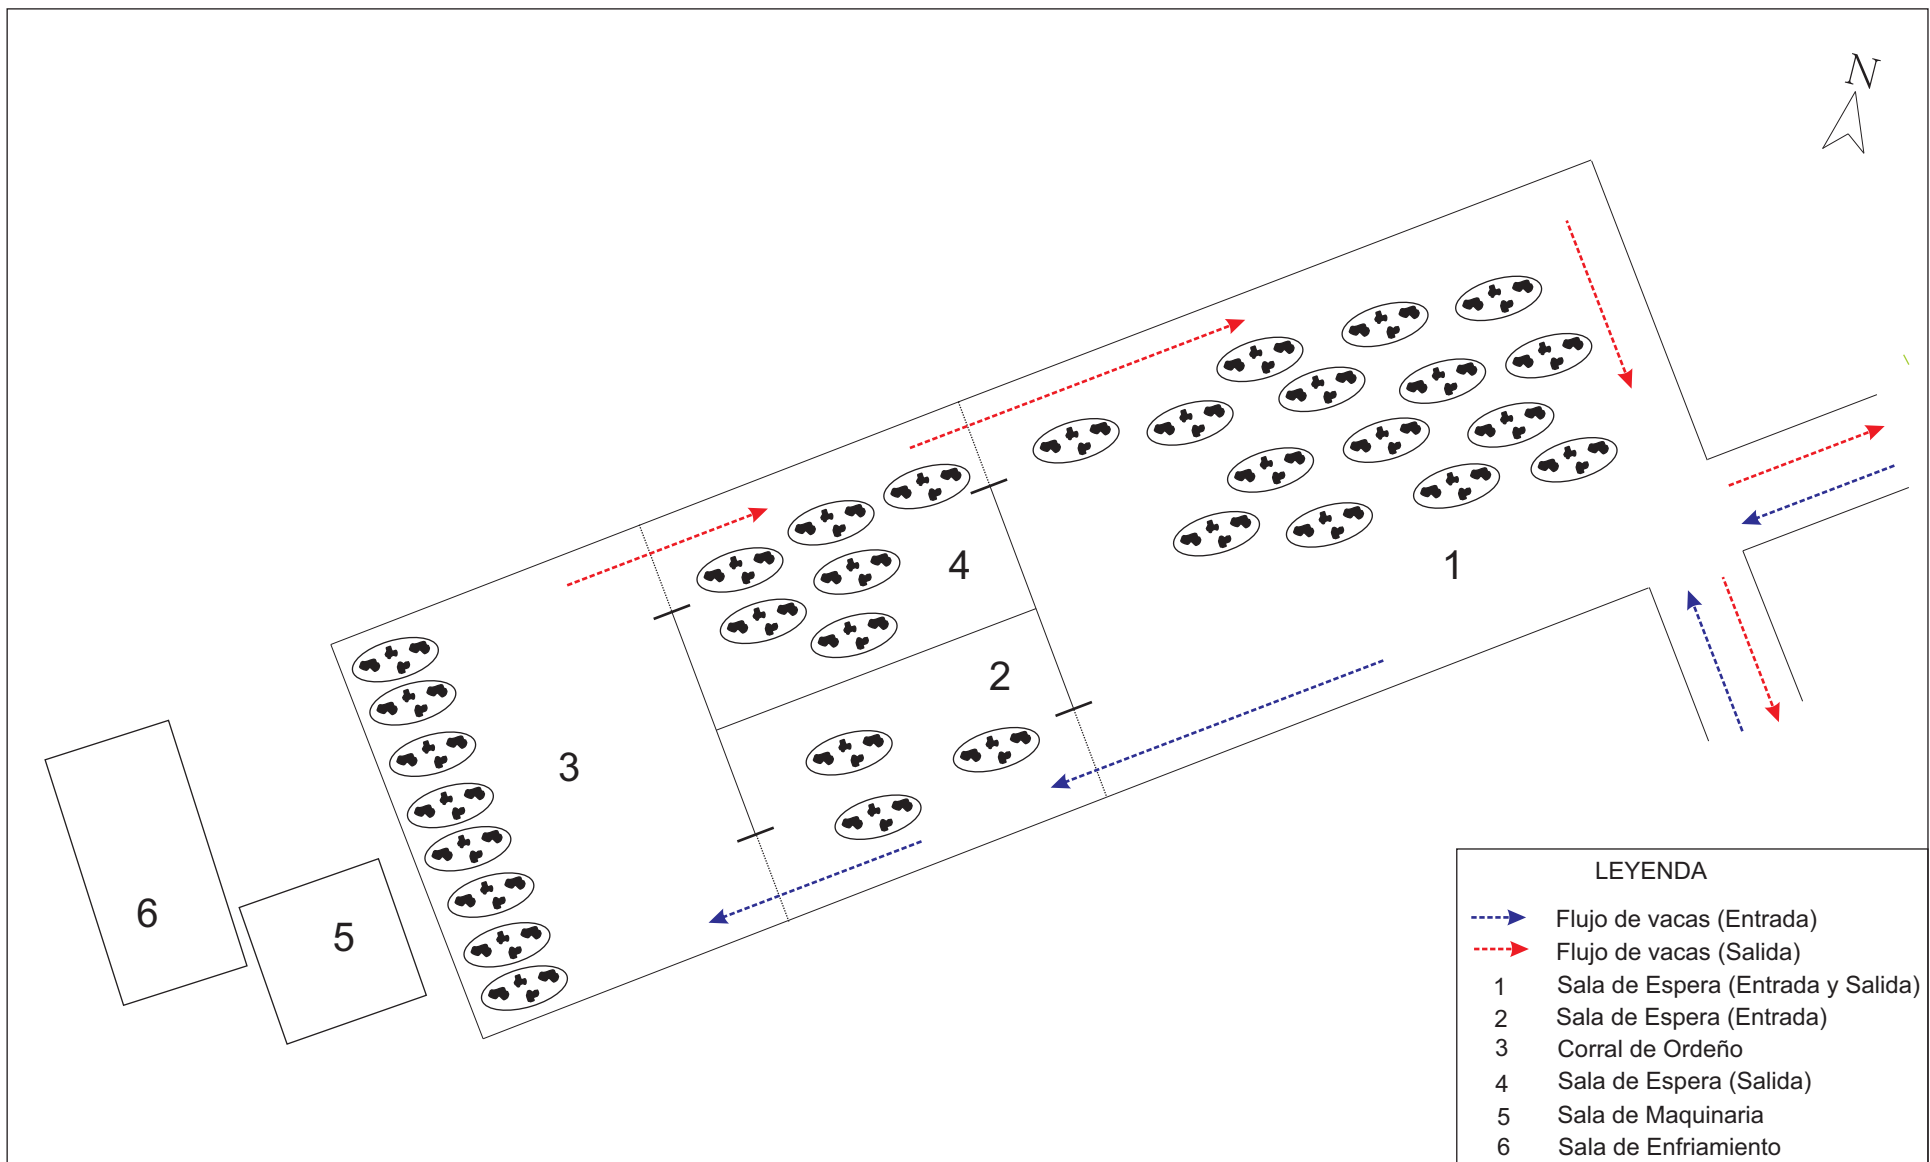 N
1
4
2
3
6
5
LEYENDA
Flujo de vacas (Entrada)
Flujo de vacas (Salida)
1 Sala de Espera (Entrada y Salida)
2 Sala de Espera (Entrada)
3 Corral de Ordeño
4 Sala de Espera (Salida)
5 Sala de Maquinaria
6 Sala de Enfriamiento